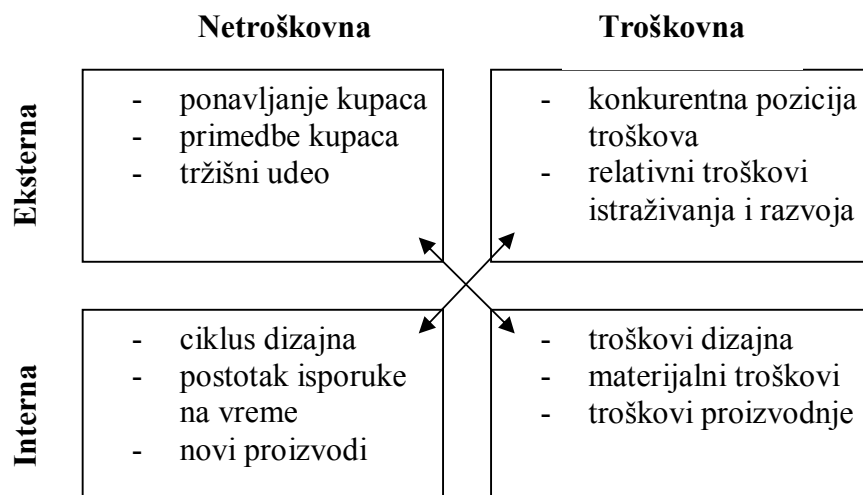 Netroškovna
Troškovna
Eksterna
- ponavljanje kupaca
- primedbe kupaca
- tržišni udeo
- konkurentna pozicija
troškova
- relativni troškovi
istraživanja i razvoja
Interna
- ciklus dizajna
- postotak isporuke
na vreme
- novi proizvodi
- troškovi dizajna
- materijalni troškovi
- troškovi proizvodnje